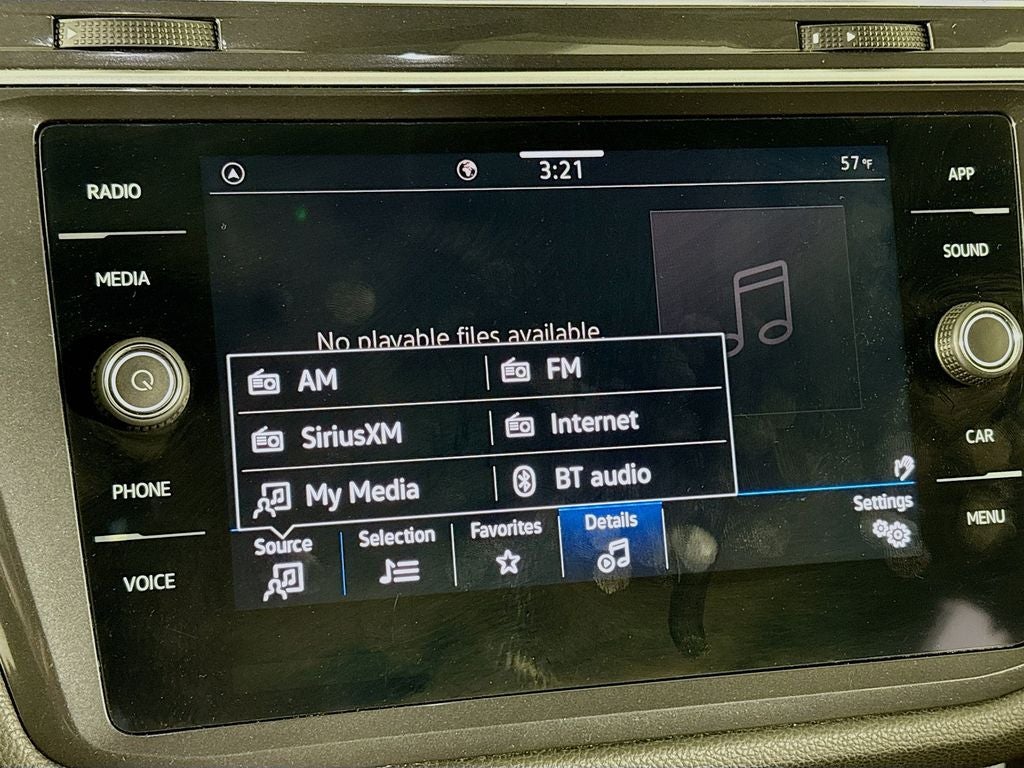 RADIO
MEDIA
PHONE
VOICE
3:21
57°F
No playable files available.
AM
FM
SiriusXM
Internet
My Media
BT audio
Source
Selection
Favorites
Details
Settings
APP
SOUND
CAR
MENU